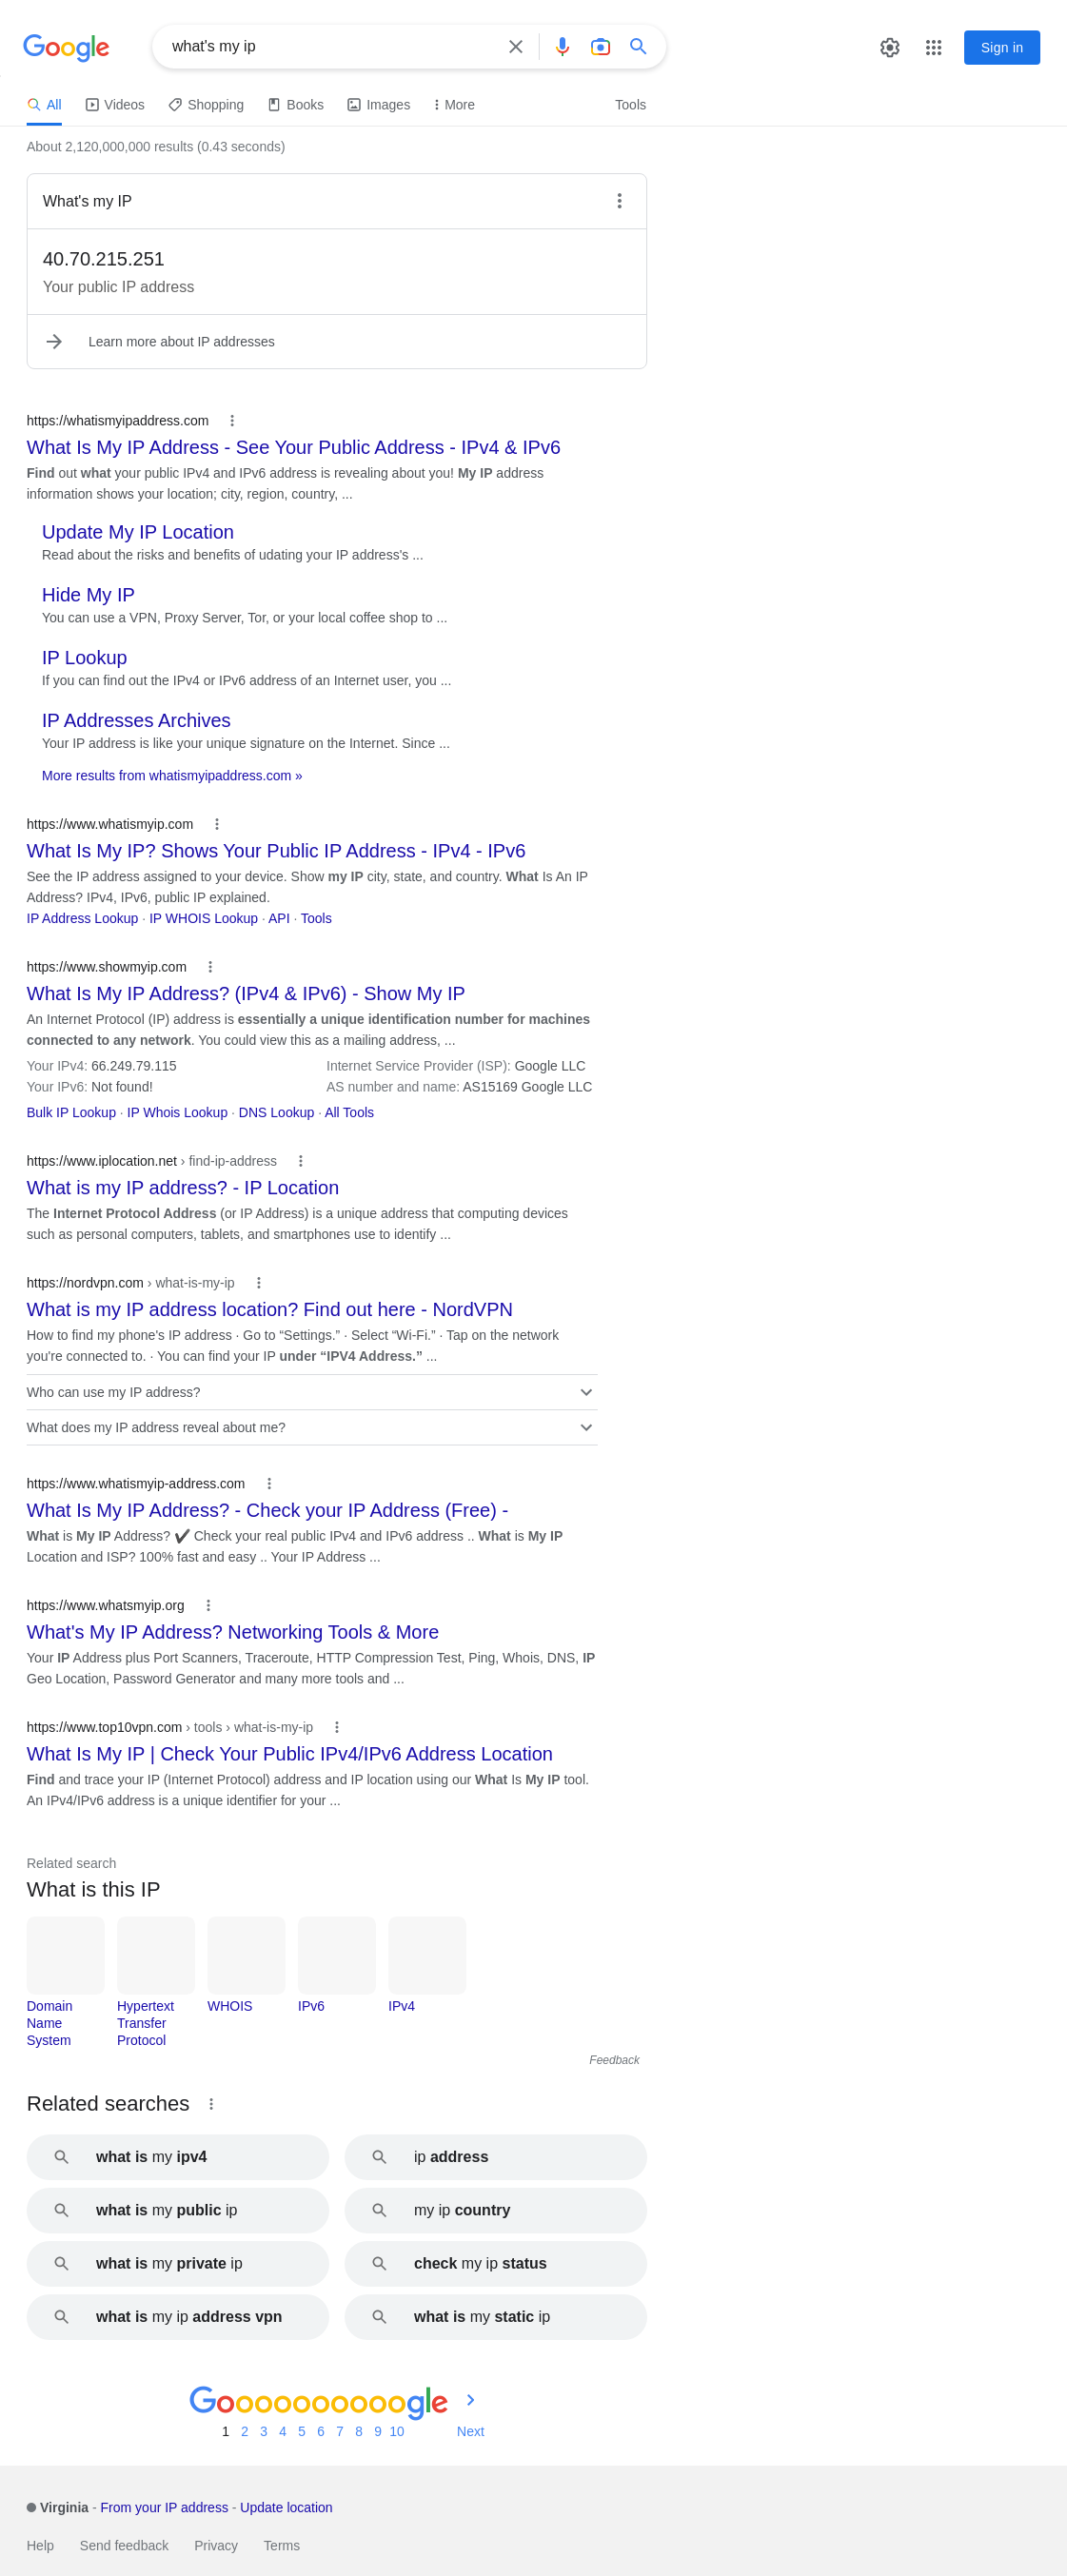 Google
what's my ip
Sign in
All
Videos
Shopping
Books
Images
More
Tools
About 2,120,000,000 results (0.43 seconds)
What's my IP
40.70.215.251
Your public IP address
Learn more about IP addresses
https://whatismyipaddress.com
What Is My IP Address - See Your Public Address - IPv4 & IPv6
Find out what your public IPv4 and IPv6 address is revealing about you! My IP address
information shows your location; city, region, country, ...
Update My IP Location
Read about the risks and benefits of udating your IP address's ...
Hide My IP
You can use a VPN, Proxy Server, Tor, or your local coffee shop to ...
IP Lookup
If you can find out the IPv4 or IPv6 address of an Internet user, you ...
IP Addresses Archives
Your IP address is like your unique signature on the Internet. Since ...
More results from whatismyipaddress.com »
https://www.whatismyip.com
What Is My IP? Shows Your Public IP Address - IPv4 - IPv6
See the IP address assigned to your device. Show my IP city, state, and country. What Is An IP
Address? IPv4, IPv6, public IP explained.
IP Address Lookup · IP WHOIS Lookup · API · Tools
https://www.showmyip.com
What Is My IP Address? (IPv4 & IPv6) - Show My IP
An Internet Protocol (IP) address is essentially a unique identification number for machines
connected to any network. You could view this as a mailing address, ...
Your IPv4: 66.249.79.115
Internet Service Provider (ISP): Google LLC
Your IPv6: Not found!
AS number and name: AS15169 Google LLC
Bulk IP Lookup · IP Whois Lookup · DNS Lookup · All Tools
https://www.iplocation.net › find-ip-address
What is my IP address? - IP Location
The Internet Protocol Address (or IP Address) is a unique address that computing devices
such as personal computers, tablets, and smartphones use to identify ...
https://nordvpn.com › what-is-my-ip
What is my IP address location? Find out here - NordVPN
How to find my phone's IP address · Go to “Settings.” · Select “Wi-Fi.” · Tap on the network
you're connected to. · You can find your IP under “IPV4 Address.” ...
Who can use my IP address?
What does my IP address reveal about me?
https://www.whatismyip-address.com
What Is My IP Address? - Check your IP Address (Free) -
What is My IP Address? ✔️ Check your real public IPv4 and IPv6 address .. What is My IP
Location and ISP? 100% fast and easy .. Your IP Address ...
https://www.whatsmyip.org
What's My IP Address? Networking Tools & More
Your IP Address plus Port Scanners, Traceroute, HTTP Compression Test, Ping, Whois, DNS, IP
Geo Location, Password Generator and many more tools and ...
https://www.top10vpn.com › tools › what-is-my-ip
What Is My IP | Check Your Public IPv4/IPv6 Address Location
Find and trace your IP (Internet Protocol) address and IP location using our What Is My IP tool.
An IPv4/IPv6 address is a unique identifier for your ...
Related search
What is this IP
Domain
Name
System
Hypertext
Transfer
Protocol
WHOIS
IPv6
IPv4
Feedback
Related searches
what is my ipv4
ip address
what is my public ip
my ip country
what is my private ip
check my ip status
what is my ip address vpn
what is my static ip
Goooooooooogle
1 2 3 4 5 6 7 8 9 10 Next
Virginia - From your IP address - Update location
Help
Send feedback
Privacy
Terms